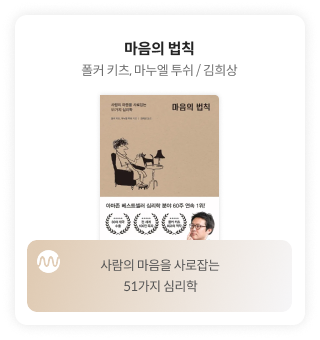 마음의 법칙
폴커 키츠, 마누엘 투쉬 / 김희상
사람의 마음을 사로잡는
51가지 심리학
마음의 법칙
아마존 베스트셀러 심리학 분야 60주 연속 1위!
사람의 마음을 사로잡는
51가지 심리학